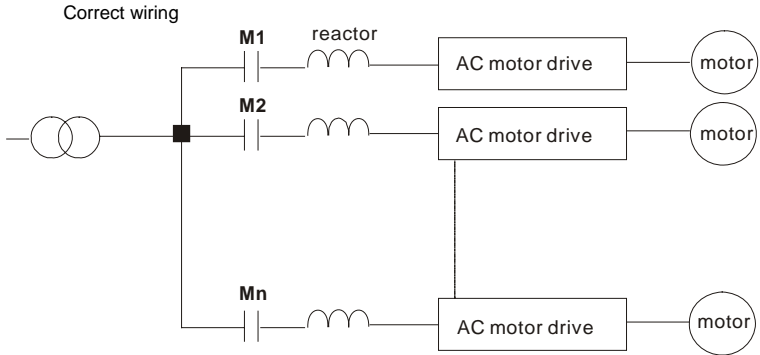 Correct wiring
M1 reactor AC motor drive motor
M2 AC motor drive motor
Mn AC motor drive motor